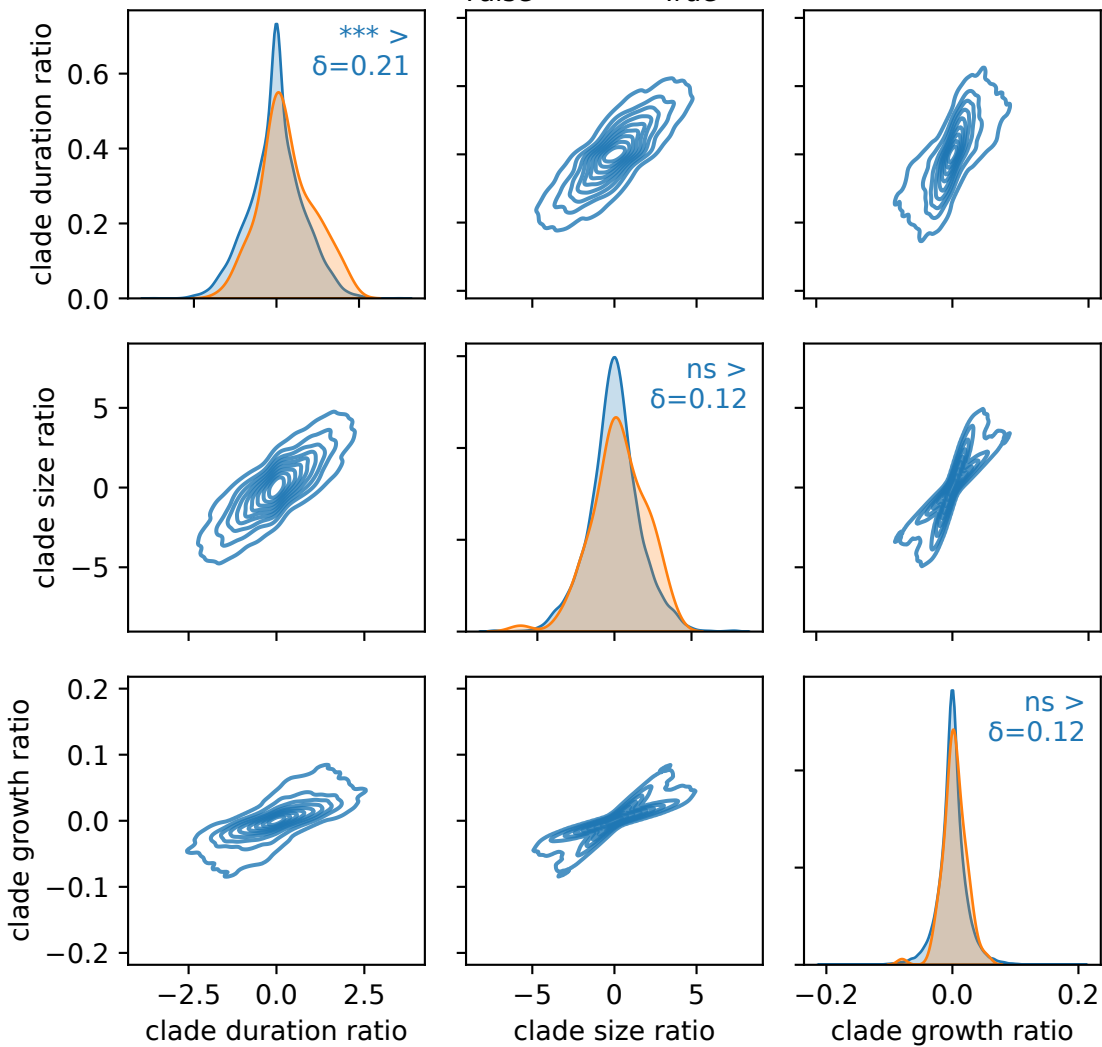 clade duration ratio
0.6
0.4
0.2
0.0
*** >
δ=0.21
clade size ratio
5
0
−5
ns >
δ=0.12
clade growth ratio
0.2
0.1
0.0
−0.1
−0.2
ns >
δ=0.12
−2.5 0.0 2.5
clade duration ratio
−5 0 5
clade size ratio
−0.2 0.0 0.2
clade growth ratio